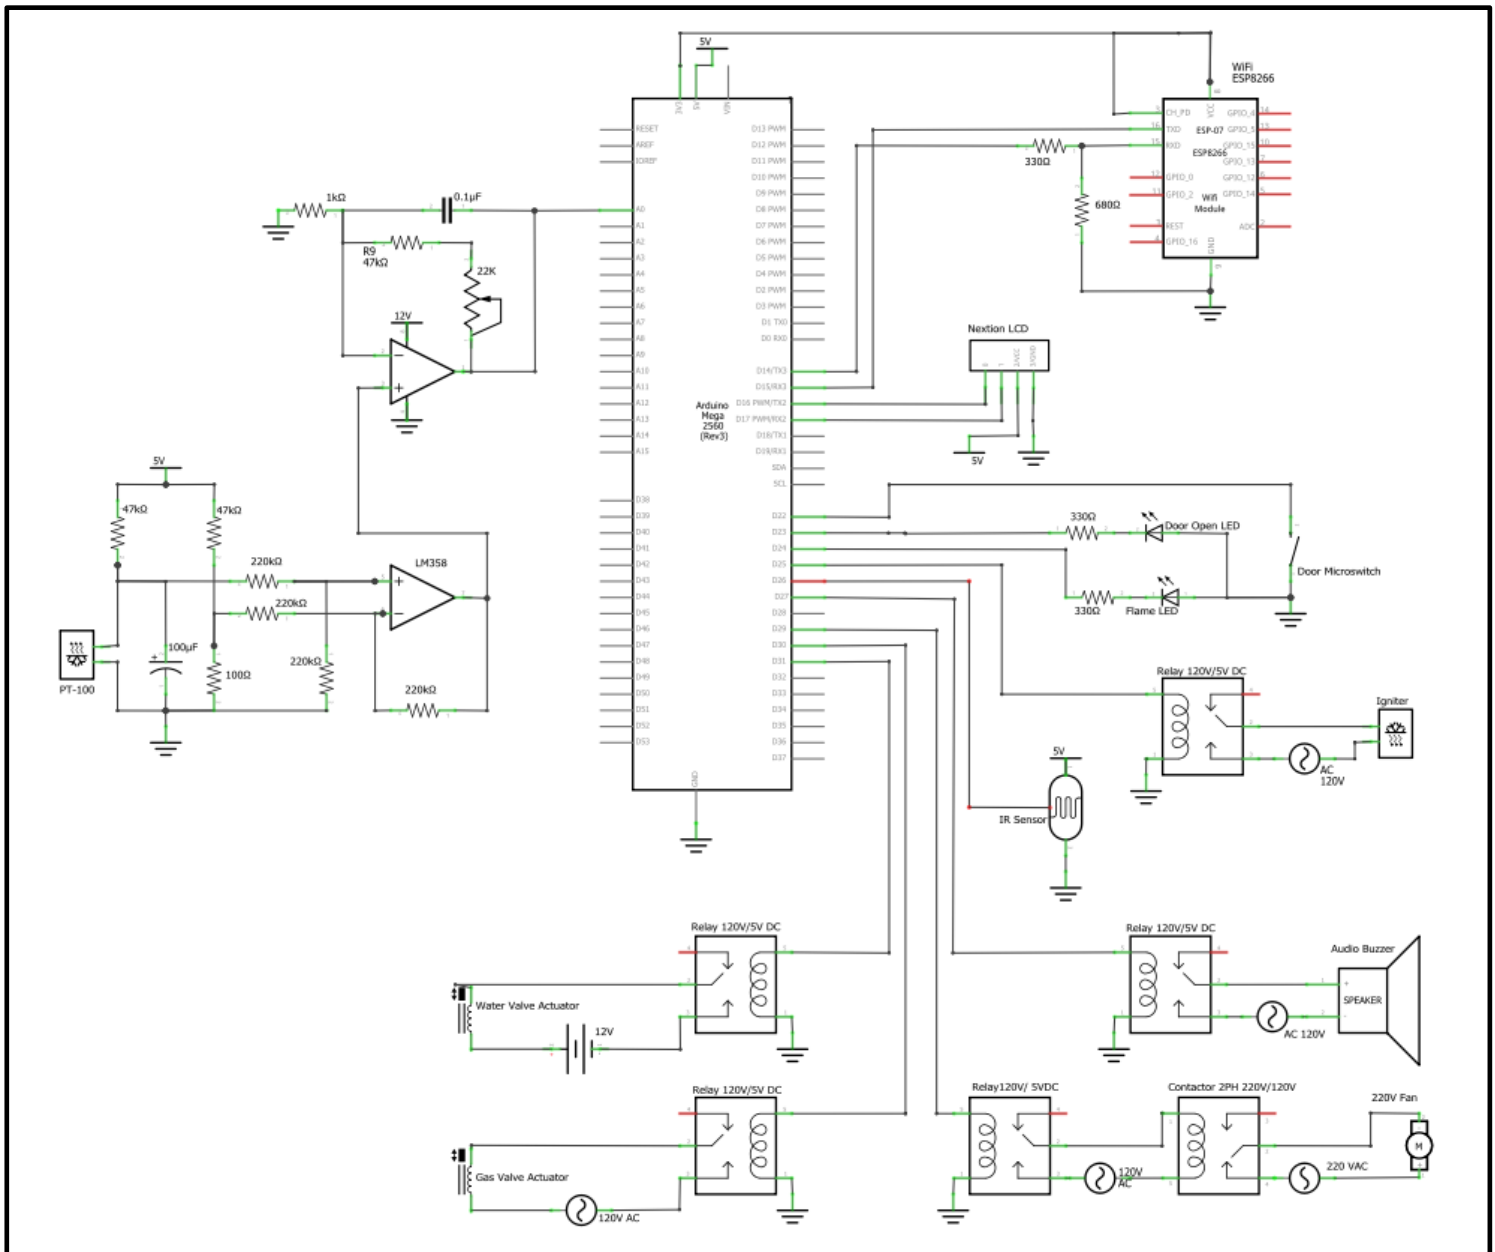 5V
WiFi
ESP8266
3V3
5V
VIN
RESET
AREF
IOREF
A0
A1
A2
A3
A4
A5
A6
A7
A8
A9
A10
A11
A12
A13
A14
A15
D38
D39
D40
D41
D42
D43
D44
D45
D46
D47
D48
D49
D50
D51
D52
D53
D13 PWM
D12 PWM
D11 PWM
D10 PWM
D9 PWM
D8 PWM
D7 PWM
D6 PWM
D5 PWM
D4 PWM
D2 PWM
D3 PWM
D1 TX0
D0 RX0
D14/TX3
D15/RX3
D16 PWM/TX2
D17 PWM/RX2
D18/TX1
D19/RX1
SDA
SCL
D22
D23
D24
D25
D26
D27
D28
D29
D30
D31
D32
D33
D34
D35
D36
D37
Arduino
Mega
2560
(Rev3)
GND
CH_PD
TXD
RXD
GPIO_0
GPIO_2
REST
GPIO_16
VCC
GPIO_4
GPIO_5
GPIO_15
GPIO_13
GPIO_12
GPIO_14
ADC
GND
ESP-07
ESP8266
Wifi
Module
330Ω
680Ω
1kΩ
0.1µF
R9
47kΩ
22K
12V
Nextion LCD
5V
5V
47kΩ
47kΩ
220kΩ
LM358
220kΩ
100µF
100Ω
220kΩ
220kΩ
PT-100
330Ω
Door Open LED
330Ω
Flame LED
Door Microswitch
Relay 120V/5V DC
Igniter
AC
120V
5V
IR Sensor
Relay 120V/5V DC
Water Valve Actuator
12V
Relay 120V/5V DC
Audio Buzzer
SPEAKER
AC 120V
Relay 120V/5V DC
Gas Valve Actuator
120V AC
Relay120V/ 5VDC
Contactor 2PH 220V/120V
220V Fan
120V
AC
220 VAC
M